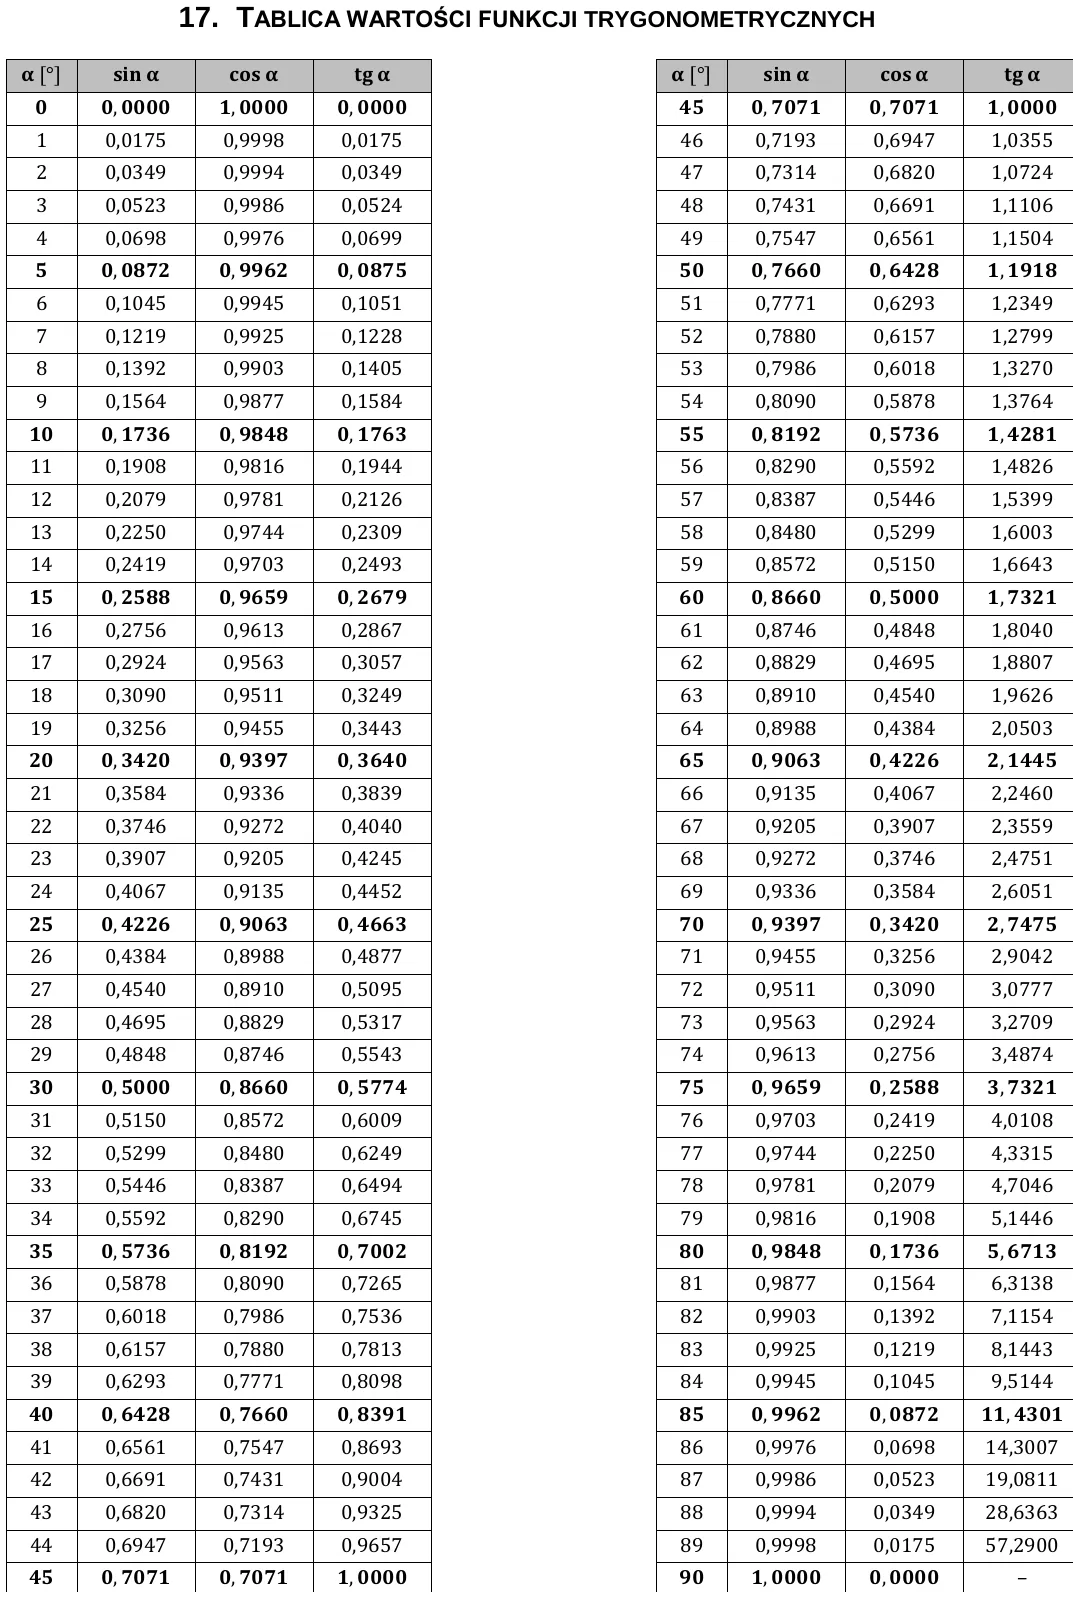 17. TABLICA WARTOŚCI FUNKCJI TRYGONOMETRYCZNYCH
α [°] sin α cos α tg α
0 0,0000 1,0000 0,0000
1 0,0175 0,9998 0,0175
2 0,0349 0,9994 0,0349
3 0,0523 0,9986 0,0524
4 0,0698 0,9976 0,0699
5 0,0872 0,9962 0,0875
6 0,1045 0,9945 0,1051
7 0,1219 0,9925 0,1228
8 0,1392 0,9903 0,1405
9 0,1564 0,9877 0,1584
10 0,1736 0,9848 0,1763
11 0,1908 0,9816 0,1944
12 0,2079 0,9781 0,2126
13 0,2250 0,9744 0,2309
14 0,2419 0,9703 0,2493
15 0,2588 0,9659 0,2679
16 0,2756 0,9613 0,2867
17 0,2924 0,9563 0,3057
18 0,3090 0,9511 0,3249
19 0,3256 0,9455 0,3443
20 0,3420 0,9397 0,3640
21 0,3584 0,9336 0,3839
22 0,3746 0,9272 0,4040
23 0,3907 0,9205 0,4245
24 0,4067 0,9135 0,4452
25 0,4226 0,9063 0,4663
26 0,4384 0,8988 0,4877
27 0,4540 0,8910 0,5095
28 0,4695 0,8829 0,5317
29 0,4848 0,8746 0,5543
30 0,5000 0,8660 0,5774
31 0,5150 0,8572 0,6009
32 0,5299 0,8480 0,6249
33 0,5446 0,8387 0,6494
34 0,5592 0,8290 0,6745
35 0,5736 0,8192 0,7002
36 0,5878 0,8090 0,7265
37 0,6018 0,7986 0,7536
38 0,6157 0,7880 0,7813
39 0,6293 0,7771 0,8098
40 0,6428 0,7660 0,8391
41 0,6561 0,7547 0,8693
42 0,6691 0,7431 0,9004
43 0,6820 0,7314 0,9325
44 0,6947 0,7193 0,9657
45 0,7071 0,7071 1,0000
α [°] sin α cos α tg α
45 0,7071 0,7071 1,0000
46 0,7193 0,6947 1,0355
47 0,7314 0,6820 1,0724
48 0,7431 0,6691 1,1106
49 0,7547 0,6561 1,1504
50 0,7660 0,6428 1,1918
51 0,7771 0,6293 1,2349
52 0,7880 0,6157 1,2799
53 0,7986 0,6018 1,3270
54 0,8090 0,5878 1,3764
55 0,8192 0,5736 1,4281
56 0,8290 0,5592 1,4826
57 0,8387 0,5446 1,5399
58 0,8480 0,5299 1,6003
59 0,8572 0,5150 1,6643
60 0,8660 0,5000 1,7321
61 0,8746 0,4848 1,8040
62 0,8829 0,4695 1,8807
63 0,8910 0,4540 1,9626
64 0,8988 0,4384 2,0503
65 0,9063 0,4226 2,1445
66 0,9135 0,4067 2,2460
67 0,9205 0,3907 2,3559
68 0,9272 0,3746 2,4751
69 0,9336 0,3584 2,6051
70 0,9397 0,3420 2,7475
71 0,9455 0,3256 2,9042
72 0,9511 0,3090 3,0777
73 0,9563 0,2924 3,2709
74 0,9613 0,2756 3,4874
75 0,9659 0,2588 3,7321
76 0,9703 0,2419 4,0108
77 0,9744 0,2250 4,3315
78 0,9781 0,2079 4,7046
79 0,9816 0,1908 5,1446
80 0,9848 0,1736 5,6713
81 0,9877 0,1564 6,3138
82 0,9903 0,1392 7,1154
83 0,9925 0,1219 8,1443
84 0,9945 0,1045 9,5144
85 0,9962 0,0872 11,4301
86 0,9976 0,0698 14,3007
87 0,9986 0,0523 19,0811
88 0,9994 0,0349 28,6363
89 0,9998 0,0175 57,2900
90 1,0000 0,0000 –